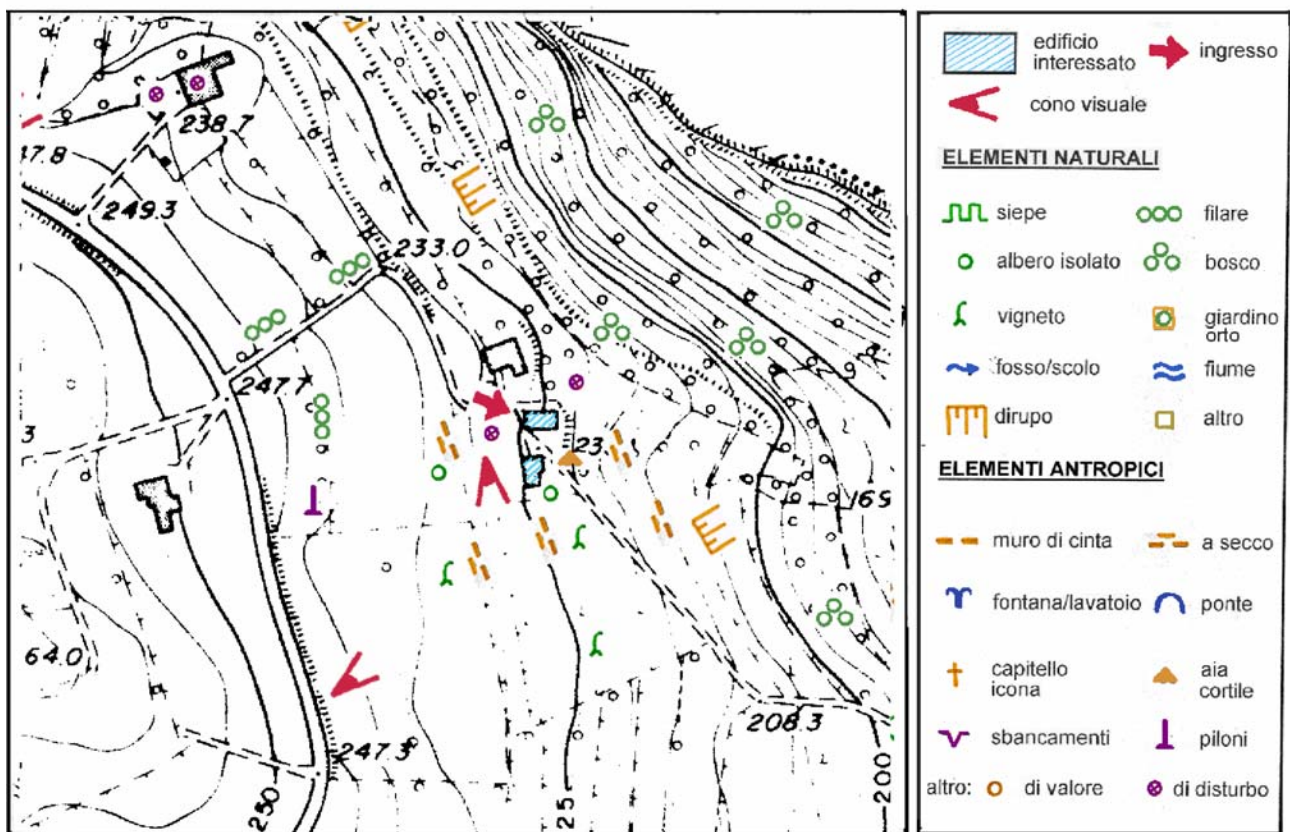 238.7
47.8
249.3
233.0
247.7
3
23.
169
64.0
208.3
247.3
250
25
200
edificio
interessato
ingresso
cono visuale
ELEMENTI NATURALI
siepe
filare
albero isolato
bosco
vigneto
giardino
orto
fosso/scolo
fiume
dirupo
altro
ELEMENTI ANTROPICI
muro di cinta
a secco
fontana/lavatoio
ponte
capitello
icona
aia
cortile
sbancamenti
piloni
altro:
di valore
di disturbo